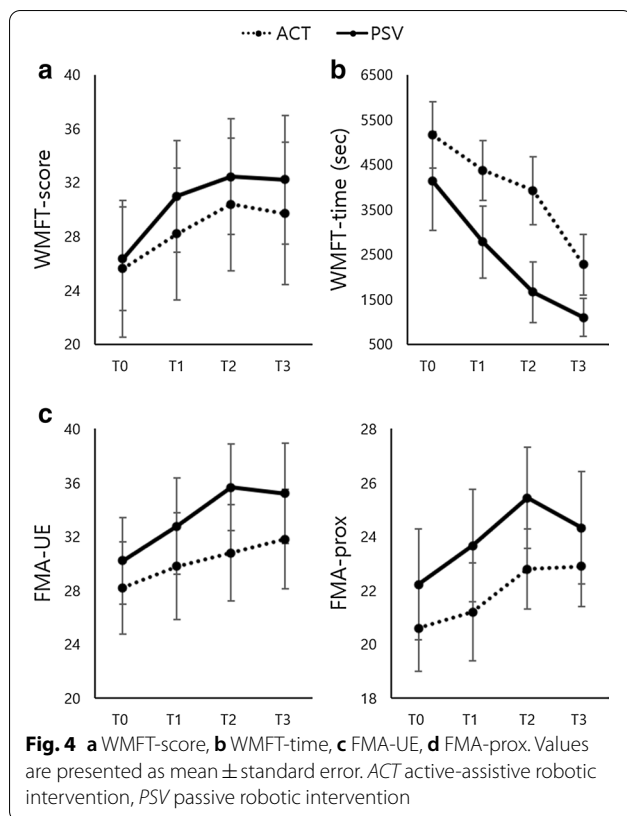 ACT PSV
a
40
36
32
28
24
20
WMFT-score
T0 T1 T2 T3
b
6500
5500
4500
3500
2500
1500
500
WMFT-time (sec)
T0 T1 T2 T3
c
40
36
32
28
24
20
FMA-UE
T0 T1 T2 T3
28
26
24
22
20
18
FMA-prox
T0 T1 T2 T3
Fig. 4 a WMFT-score, b WMFT-time, c FMA-UE, d FMA-prox. Values
are presented as mean ± standard error. ACT active-assistive robotic
intervention, PSV passive robotic intervention